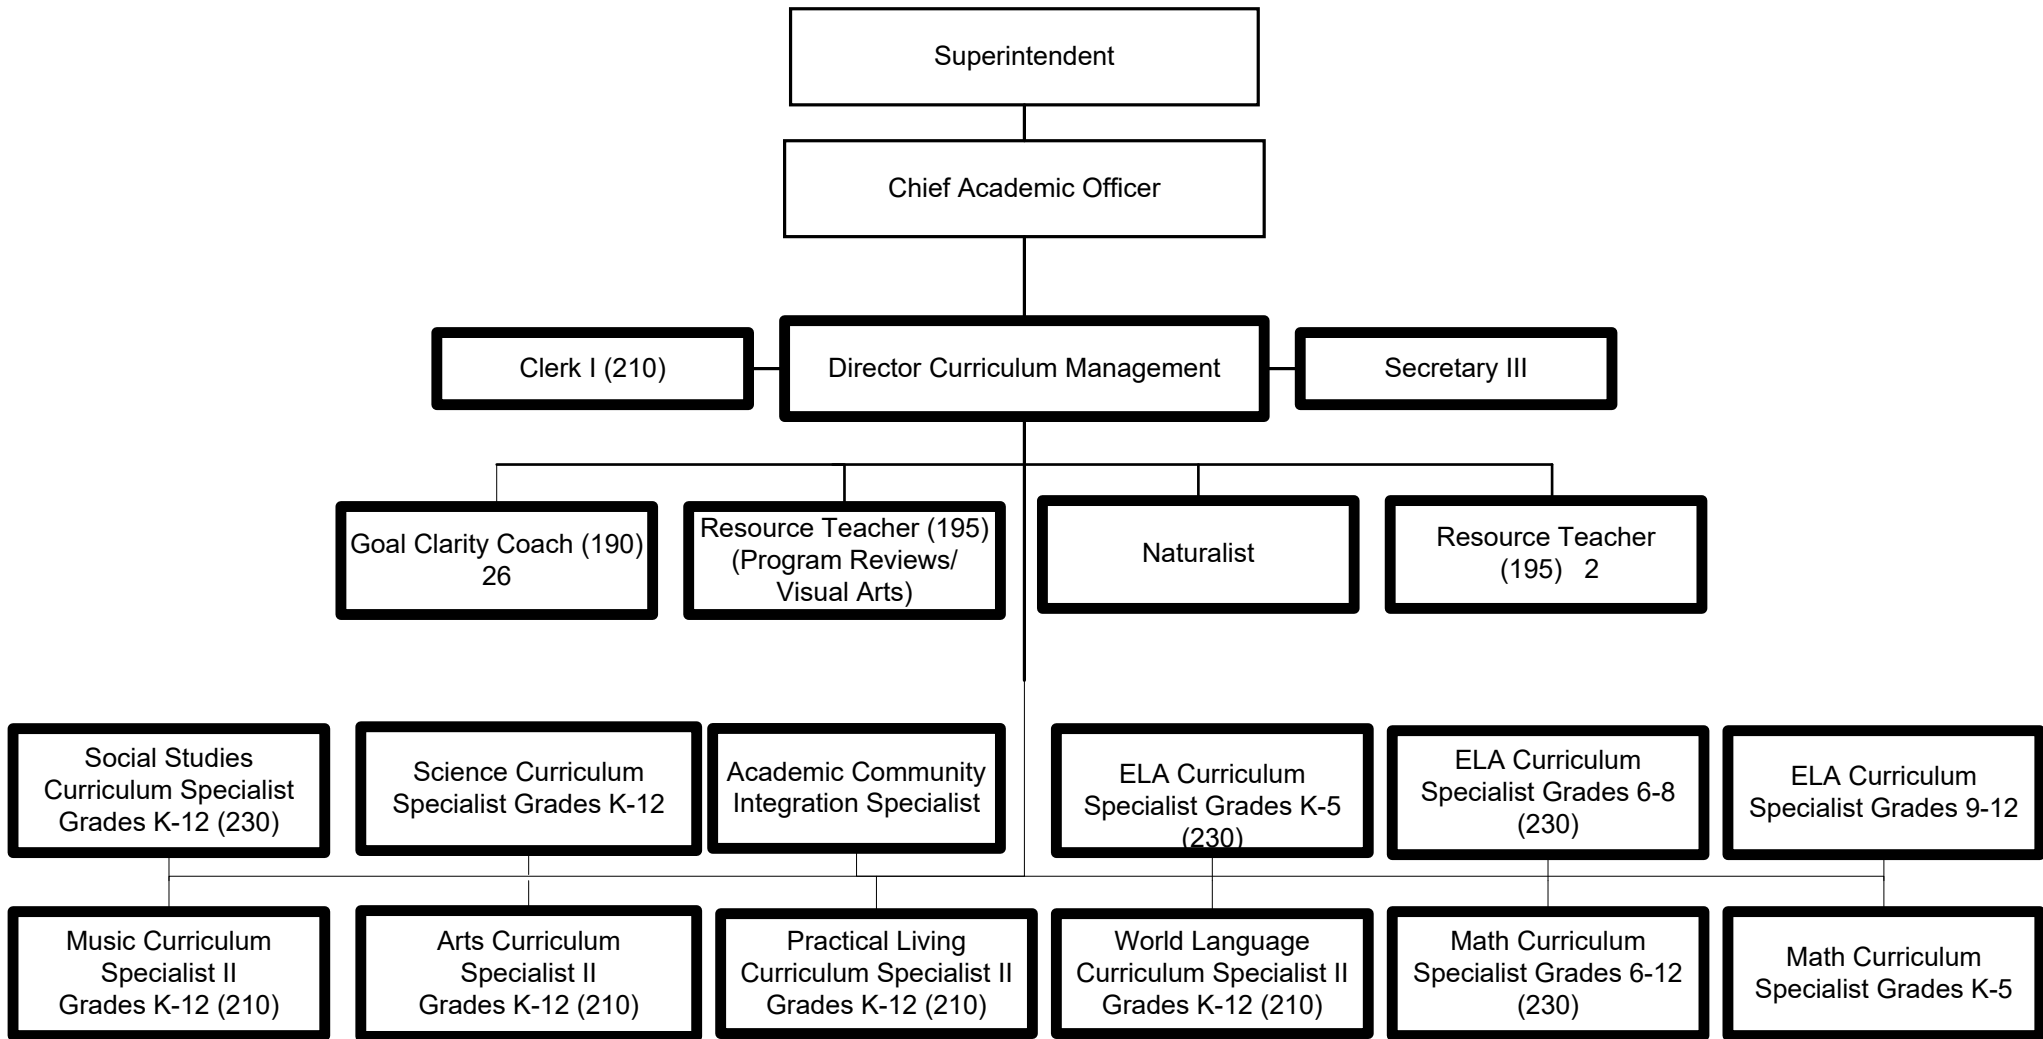 Superintendent
Chief Academic Officer
Clerk I (210)
Director Curriculum Management
Secretary III
Goal Clarity Coach (190)
26
Resource Teacher (195)
(Program Reviews/
Visual Arts)
Naturalist
Resource Teacher
(195)   2
Social Studies
Curriculum Specialist
Grades K-12 (230)
Science Curriculum
Specialist Grades K-12
Academic Community
Integration Specialist
ELA Curriculum
Specialist Grades K-5
(230)
ELA Curriculum
Specialist Grades 6-8
(230)
ELA Curriculum
Specialist Grades 9-12
Music Curriculum
Specialist II
Grades K-12 (210)
Arts Curriculum
Specialist II
Grades K-12 (210)
Practical Living
Curriculum Specialist II
Grades K-12 (210)
World Language
Curriculum Specialist II
Grades K-12 (210)
Math Curriculum
Specialist Grades 6-12
(230)
Math Curriculum
Specialist Grades K-5